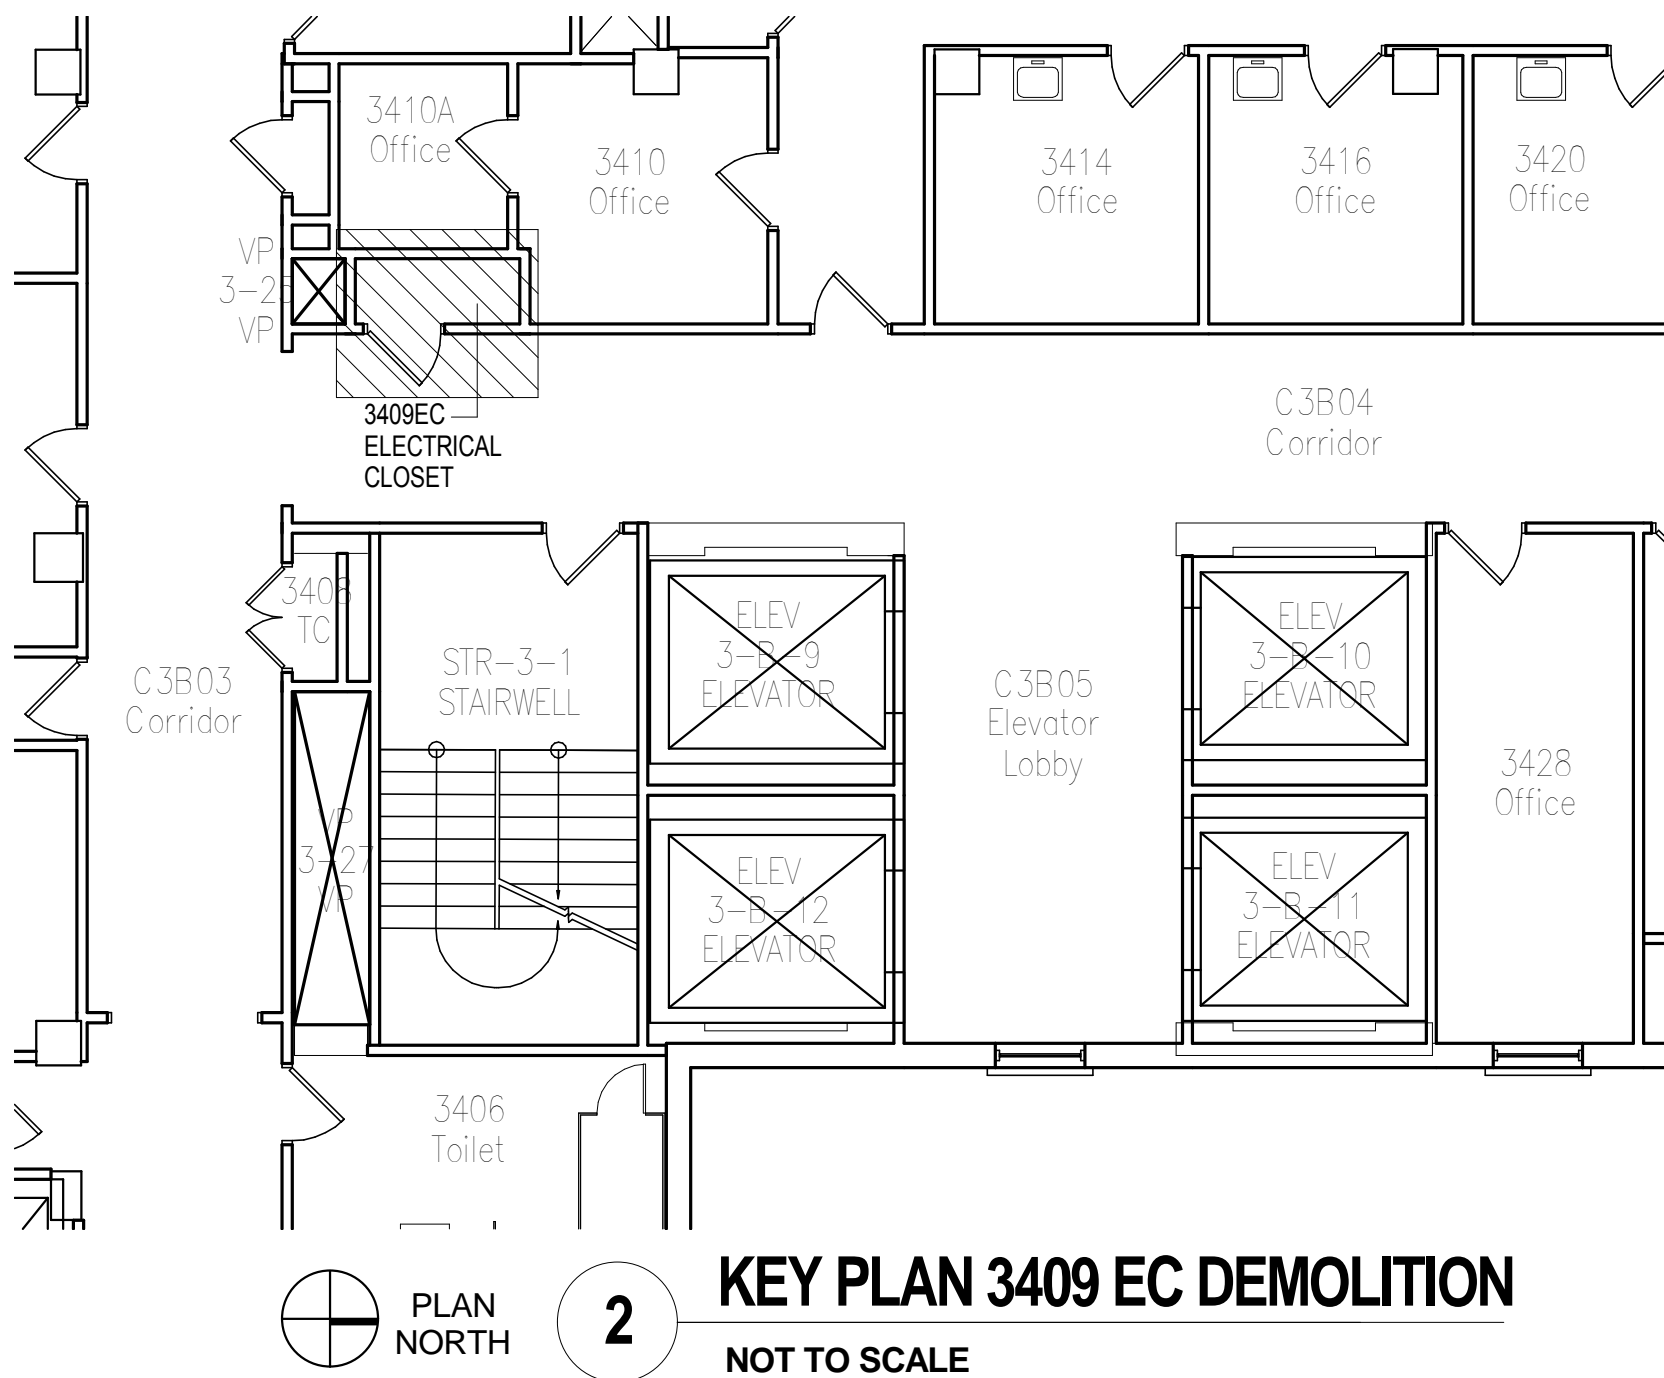 3410A
Office
3410
Office
3414
Office
3416
Office
3420
Office
VP
3-25
VP
3409EC
ELECTRICAL
CLOSET
C3B04
Corridor
3408
TC
C3B03
Corridor
STR-3-1
STAIRWELL
ELEV
3-B-9
ELEVATOR
C3B05
Elevator
Lobby
ELEV
3-B-10
ELEVATOR
3428
Office
VP
3-27
VP
ELEV
3-B-12
ELEVATOR
ELEV
3-B-11
ELEVATOR
3406
Toilet
PLAN
NORTH
2
KEY PLAN 3409 EC DEMOLITION
NOT TO SCALE